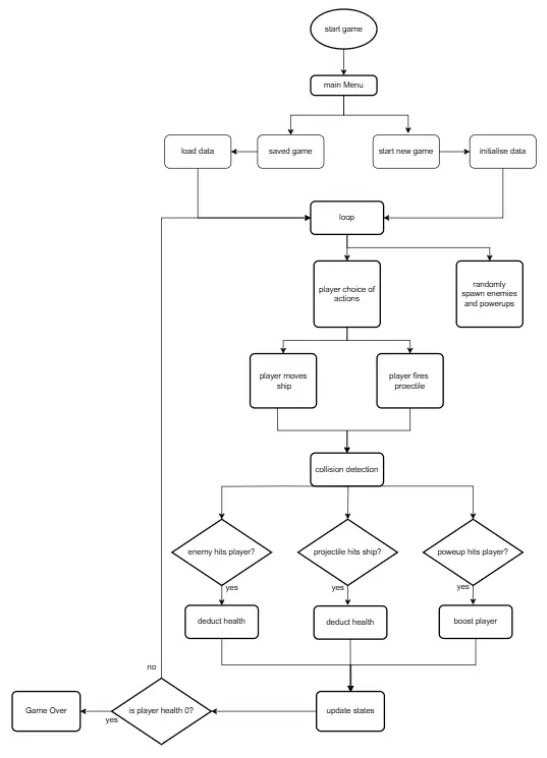 start game
main Menu
load data
saved game
start new game
initialise data
loop
player choice of
actions
randomly
spawn enemies
and powerups
player moves
ship
player fires
proectile
collision detection
enemy hits player?
projectile hits ship?
poweup hits player?
yes
yes
yes
deduct health
deduct health
boost player
no
Game Over
yes
is player health 0?
update states